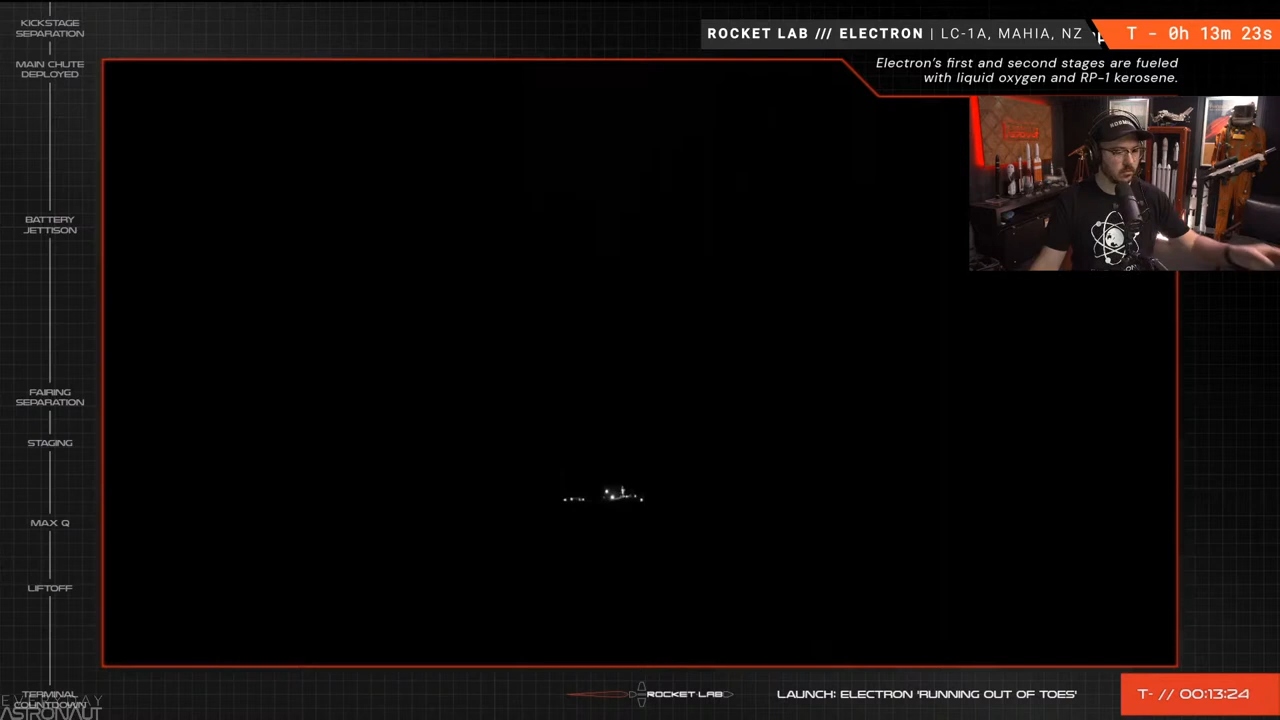 KICKSTAGE
SEPARATION
ROCKET LAB /// ELECTRON | LC-1A, MAHIA, NZ
T - 0h 13m 23s
MAIN CHUTE
DEPLOYED
Electron's first and second stages are fueled
with liquid oxygen and RP-1 kerosene.
BATTERY
JETTISON
FAIRING
SEPARATION
STAGING
MAX Q
LIFTOFF
TERMINAL
COUNTDOWN
EVERYDAY
ASTRONAUT
ROCKET LAB
LAUNCH: ELECTRON 'RUNNING OUT OF TOES'
T- // 00:13:24